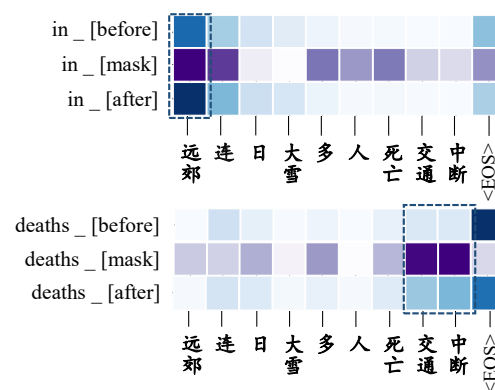 in _ [before]
in _ [mask]
in _ [after]
远郊 连 日 大雪 多 人 死亡 交通 中断 <EOS>
deaths _ [before]
deaths _ [mask]
deaths _ [after]
远郊 连 日 大雪 多 人 死亡 交通 中断 <EOS>